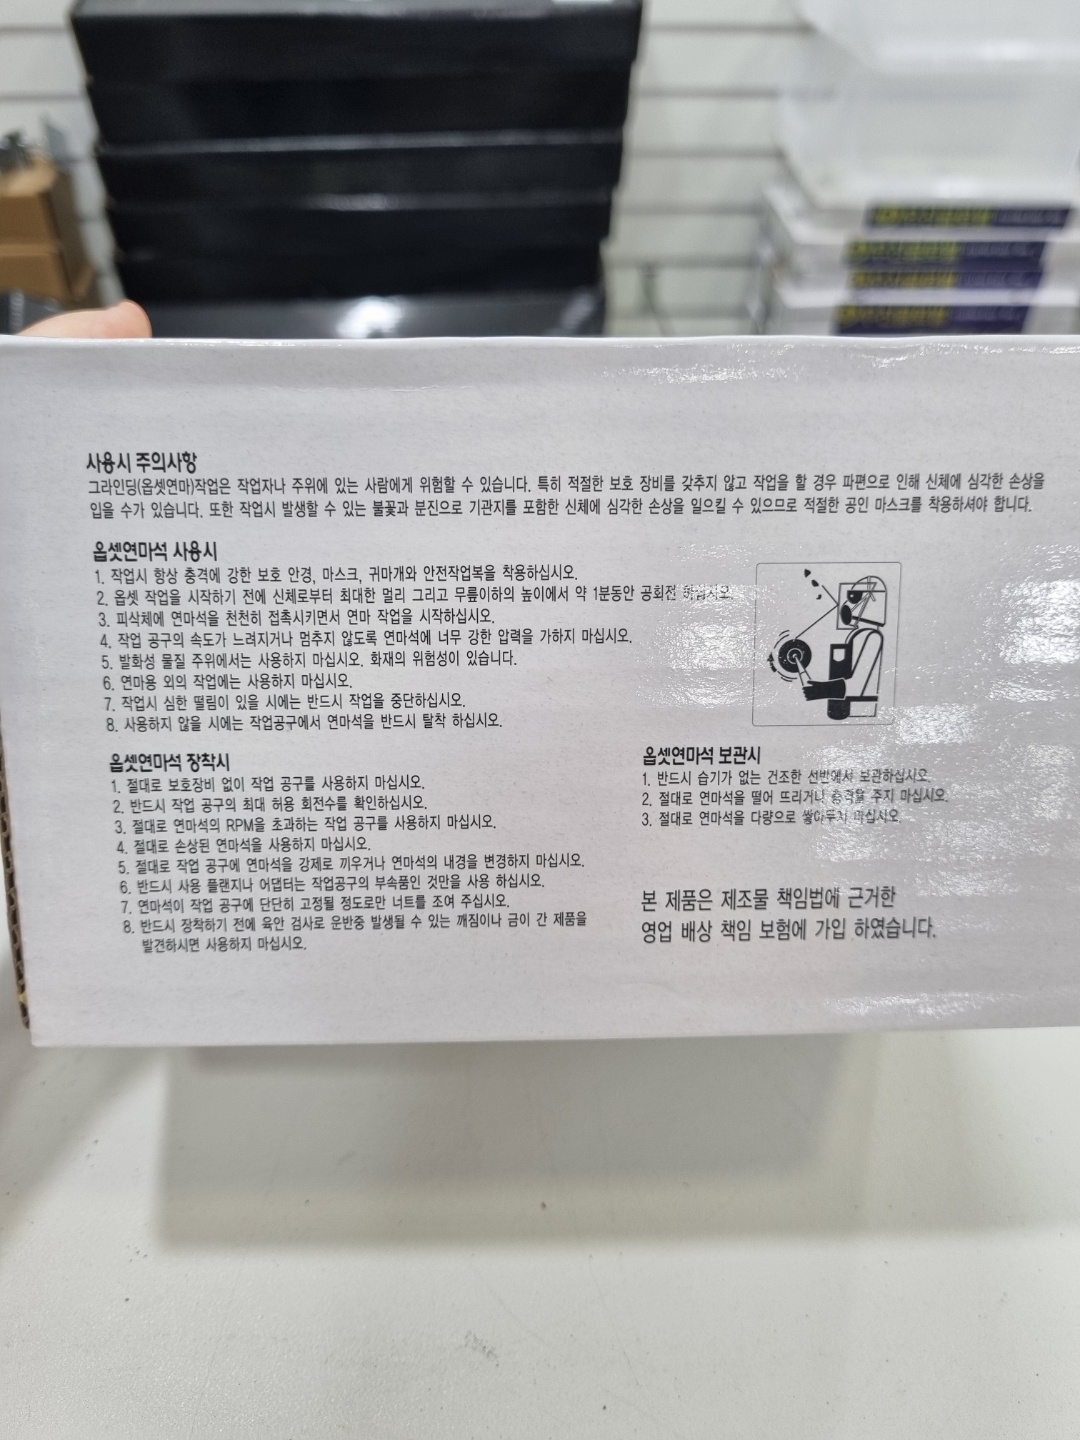 사용시 주의사항
그라인딩(옵셋연마)작업은 작업자나 주위에 있는 사람에게 위험할 수 있습니다. 특히 적절한 보호 장비를 갖추지 않고 작업을 할 경우 파편으로 인해 신체에 심각한 손상을
입을 수가 있습니다. 또한 작업시 발생할 수 있는 불꽃과 분진으로 기관지를 포함한 신체에 심각한 손상을 일으킬 수 있으므로 적절한 공인 마스크를 착용하셔야 합니다.
옵셋연마석 사용시
1. 작업시 항상 충격에 강한 보호 안경, 마스크, 귀마개와 안전작업복을 착용하십시오.
2. 옵셋 작업을 시작하기 전에 신체로부터 최대한 멀리 그리고 무릎이하의 높이에서 약 1분동안 공회전 하십시오.
3. 피삭체에 연마석을 천천히 접촉시키면서 연마 작업을 시작하십시오.
4. 작업 공구의 속도가 느려지거나 멈추지 않도록 연마석에 너무 강한 압력을 가하지 마십시오.
5. 발화성 물질 주위에서는 사용하지 마십시오. 화재의 위험성이 있습니다.
6. 연마용 외의 작업에는 사용하지 마십시오.
7. 작업시 심한 떨림이 있을 시에는 반드시 작업을 중단하십시오.
8. 사용하지 않을 시에는 작업공구에서 연마석을 반드시 탈착 하십시오.
옵셋연마석 장착시
1. 절대로 보호장비 없이 작업 공구를 사용하지 마십시오.
2. 반드시 작업 공구의 최대 허용 회전수를 확인하십시오.
3. 절대로 연마석의 RPM을 초과하는 작업 공구를 사용하지 마십시오.
4. 절대로 손상된 연마석을 사용하지 마십시오.
5. 절대로 작업 공구에 연마석을 강제로 끼우거나 연마석의 내경을 변경하지 마십시오.
6. 반드시 사용 플랜지나 어댑터는 작업공구의 부속품인 것만을 사용 하십시오.
7. 연마석이 작업 공구에 단단히 고정될 정도로만 너트를 조여 주십시오.
8. 반드시 장착하기 전에 육안 검사로 운반중 발생될 수 있는 깨짐이나 금이 간 제품을
발견하시면 사용하지 마십시오.
옵셋연마석 보관시
1. 반드시 습기가 없는 건조한 선반에서 보관하십시오.
2. 절대로 연마석을 떨어 뜨리거나 충격을 주지 마십시오.
3. 절대로 연마석을 다량으로 쌓아두지 마십시오.
본 제품은 제조물 책임법에 근거한
영업 배상 책임 보험에 가입 하였습니다.